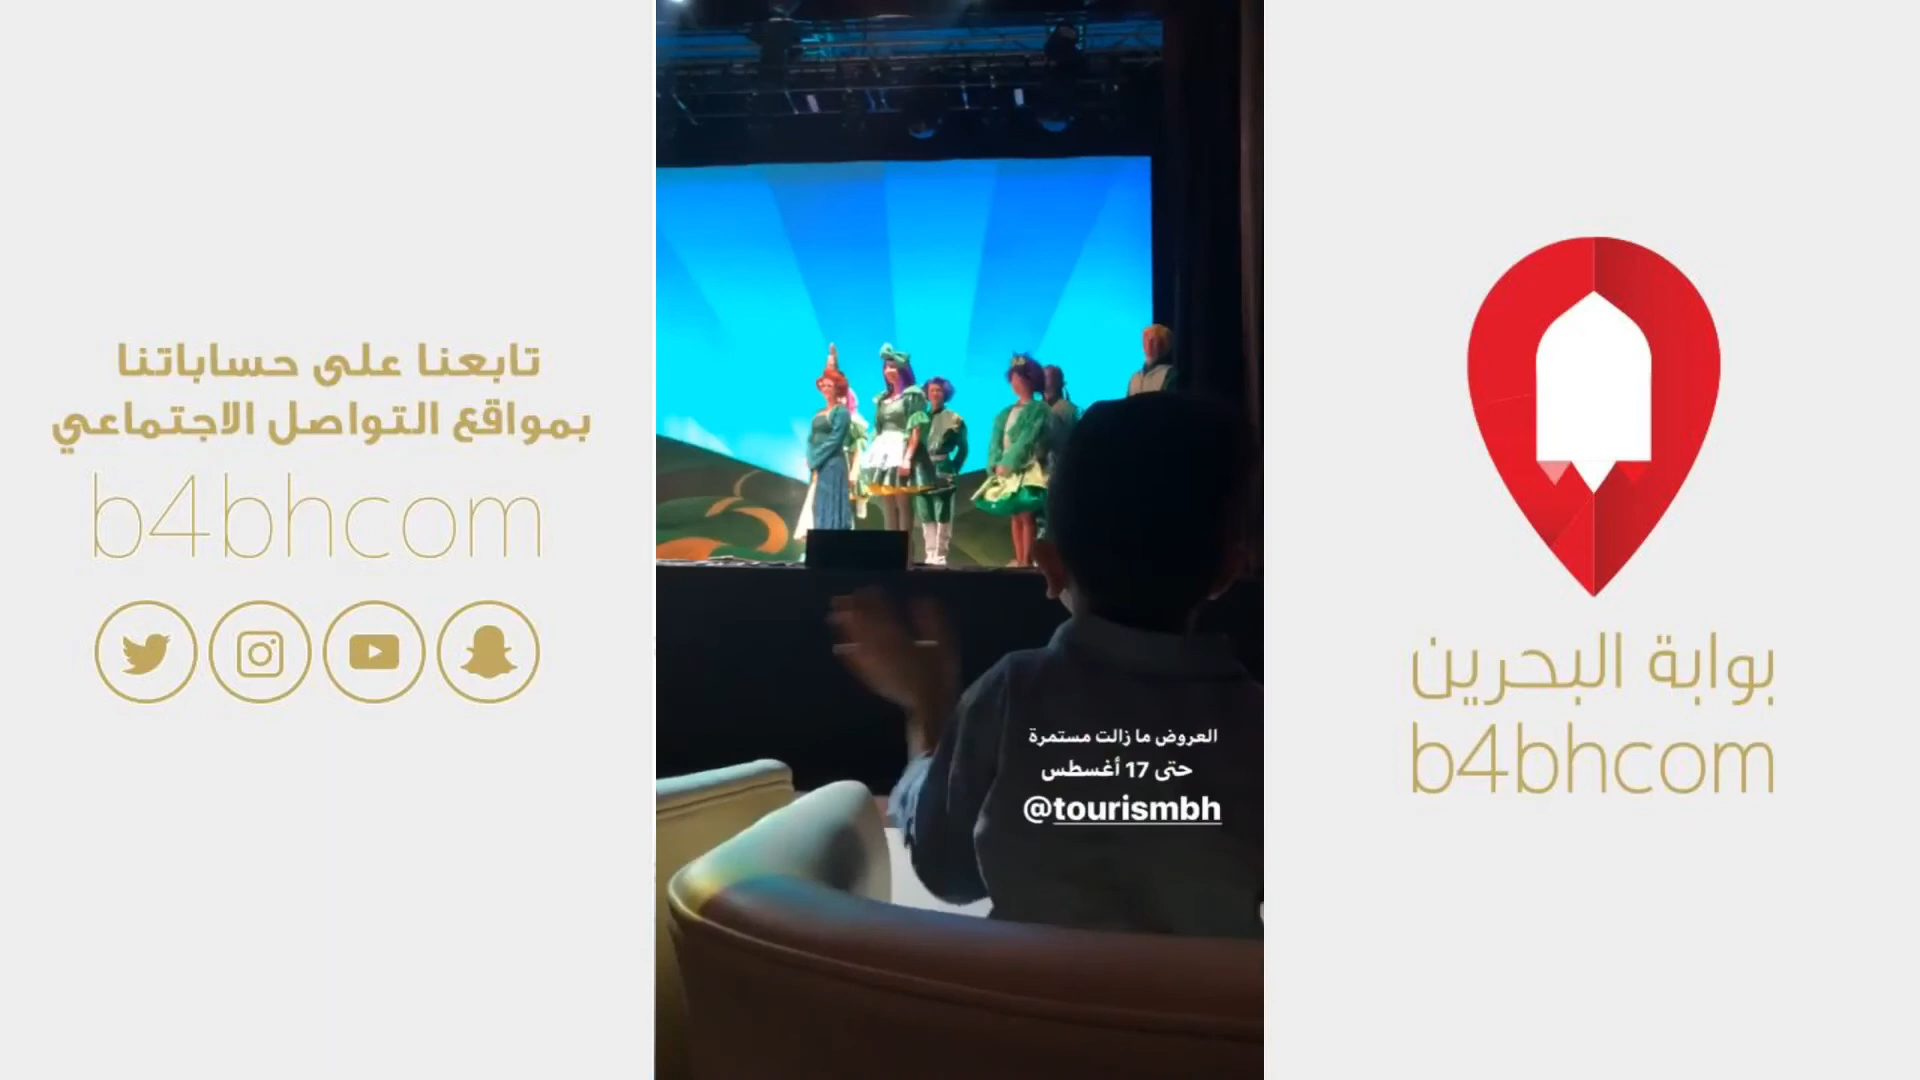 تابعنا على حساباتنا
بمواقع التواصل الاجتماعي
b4bhcom
العروض ما زالت مستمرة
حتى 17 أغسطس
@tourismbh
بوابة البحرين
b4bhcom